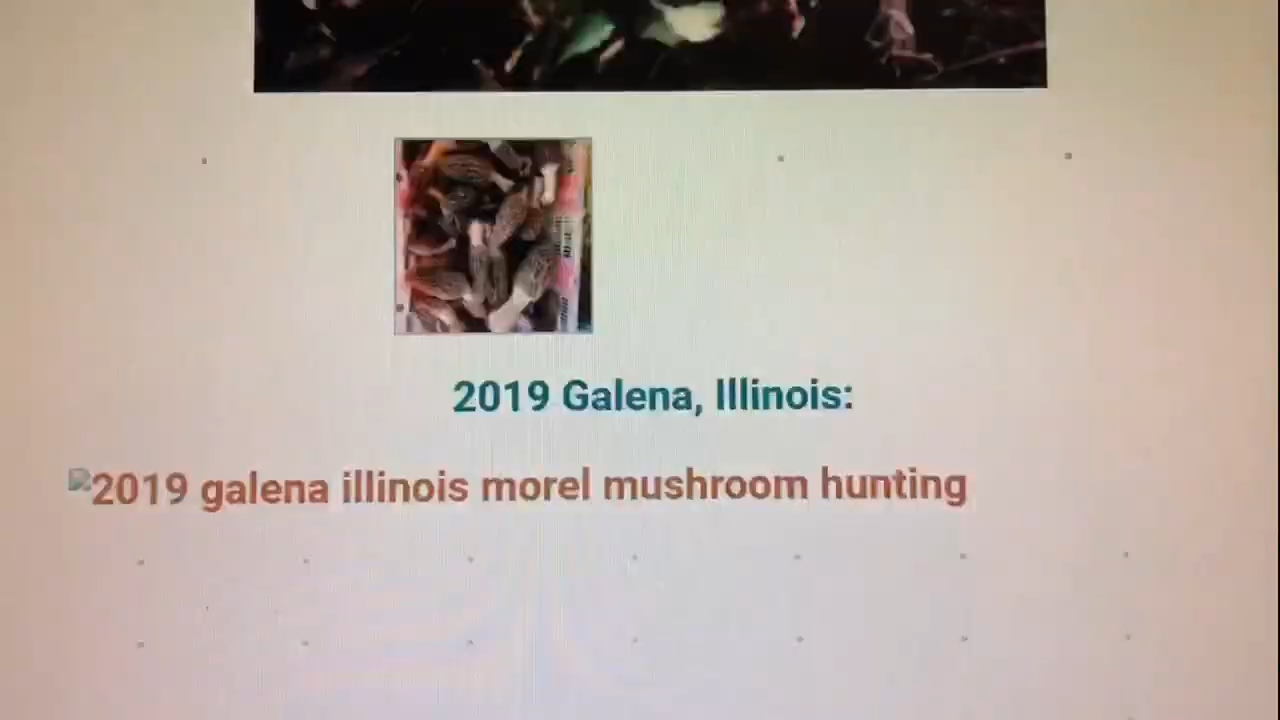 2019 Galena, Illinois:
2019 galena illinois morel mushroom hunting